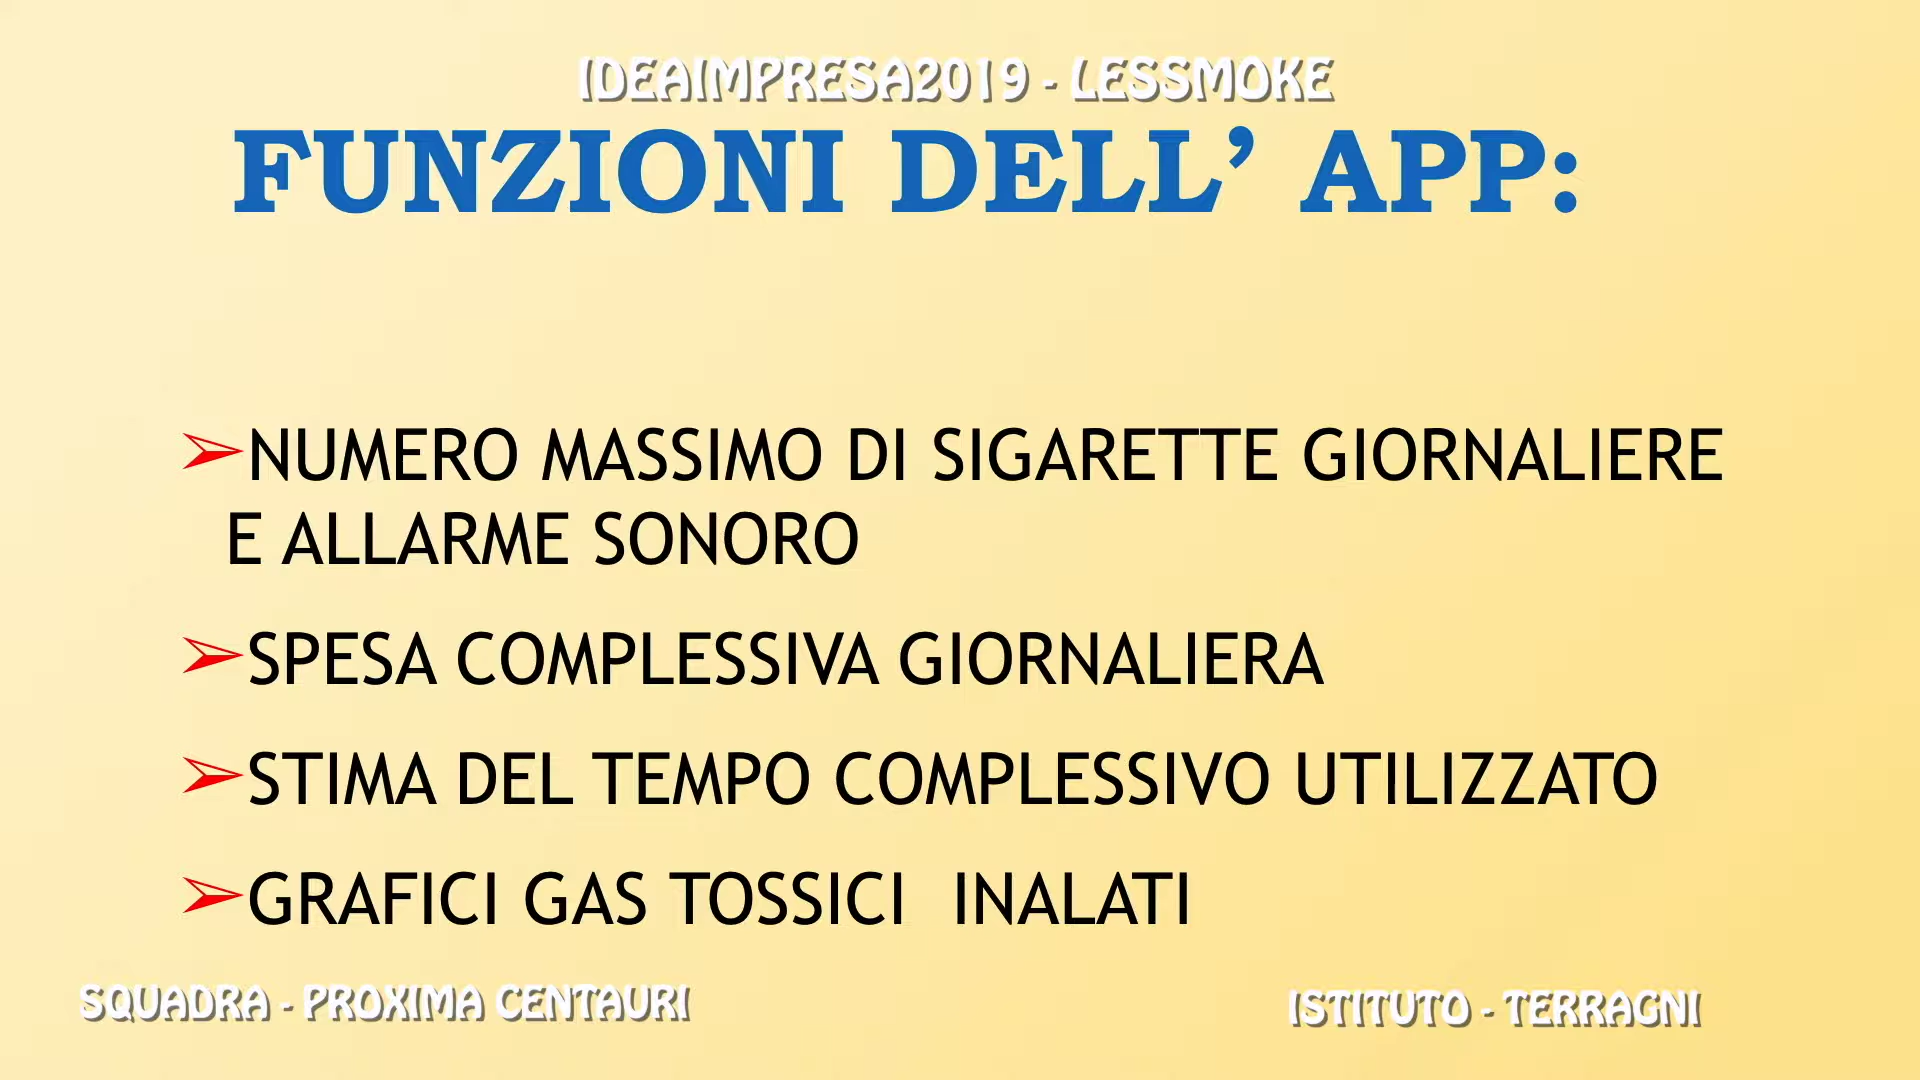 IDEAIMPRESA2019 - LESSMOKE
FUNZIONI DELL’ APP:
➢NUMERO MASSIMO DI SIGARETTE GIORNALIERE
E ALLARME SONORO
➢SPESA COMPLESSIVA GIORNALIERA
➢STIMA DEL TEMPO COMPLESSIVO UTILIZZATO
➢GRAFICI GAS TOSSICI  INALATI
SQUADRA - PROXIMA CENTAURI
ISTITUTO - TERRAGNI